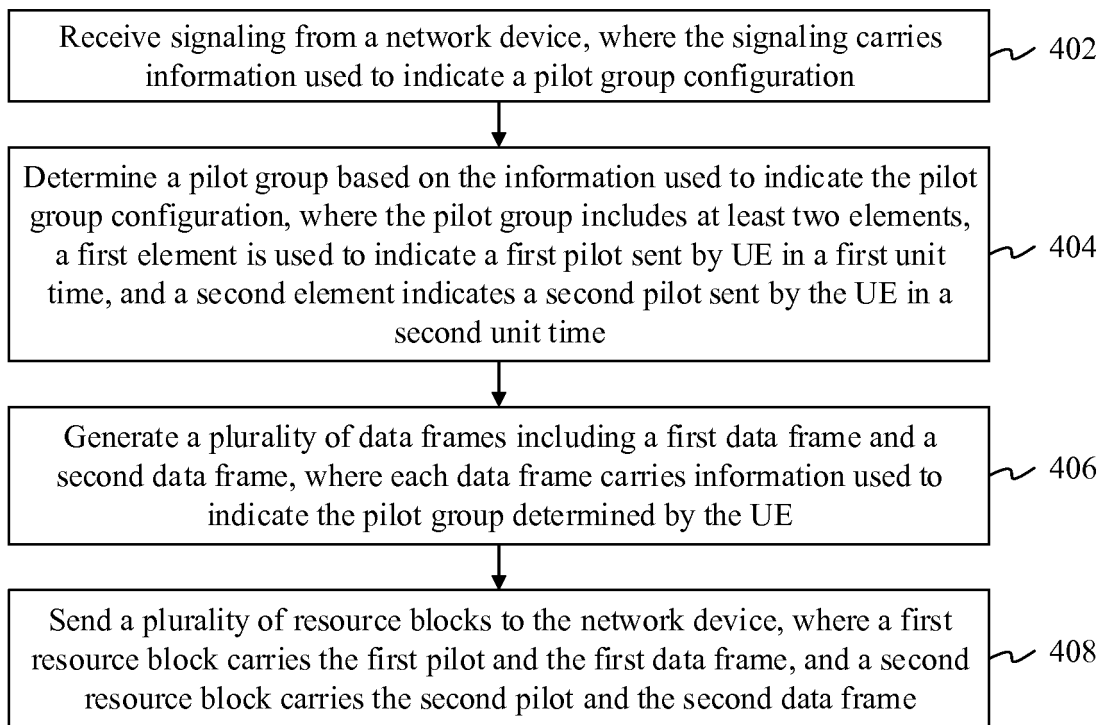 Receive signaling from a network device, where the signaling carries
information used to indicate a pilot group configuration
402
Determine a pilot group based on the information used to indicate the pilot
group configuration, where the pilot group includes at least two elements,
a first element is used to indicate a first pilot sent by UE in a first unit
time, and a second element indicates a second pilot sent by the UE in a
second unit time
404
Generate a plurality of data frames including a first data frame and a
second data frame, where each data frame carries information used to
indicate the pilot group determined by the UE
406
Send a plurality of resource blocks to the network device, where a first
resource block carries the first pilot and the first data frame, and a second
resource block carries the second pilot and the second data frame
408